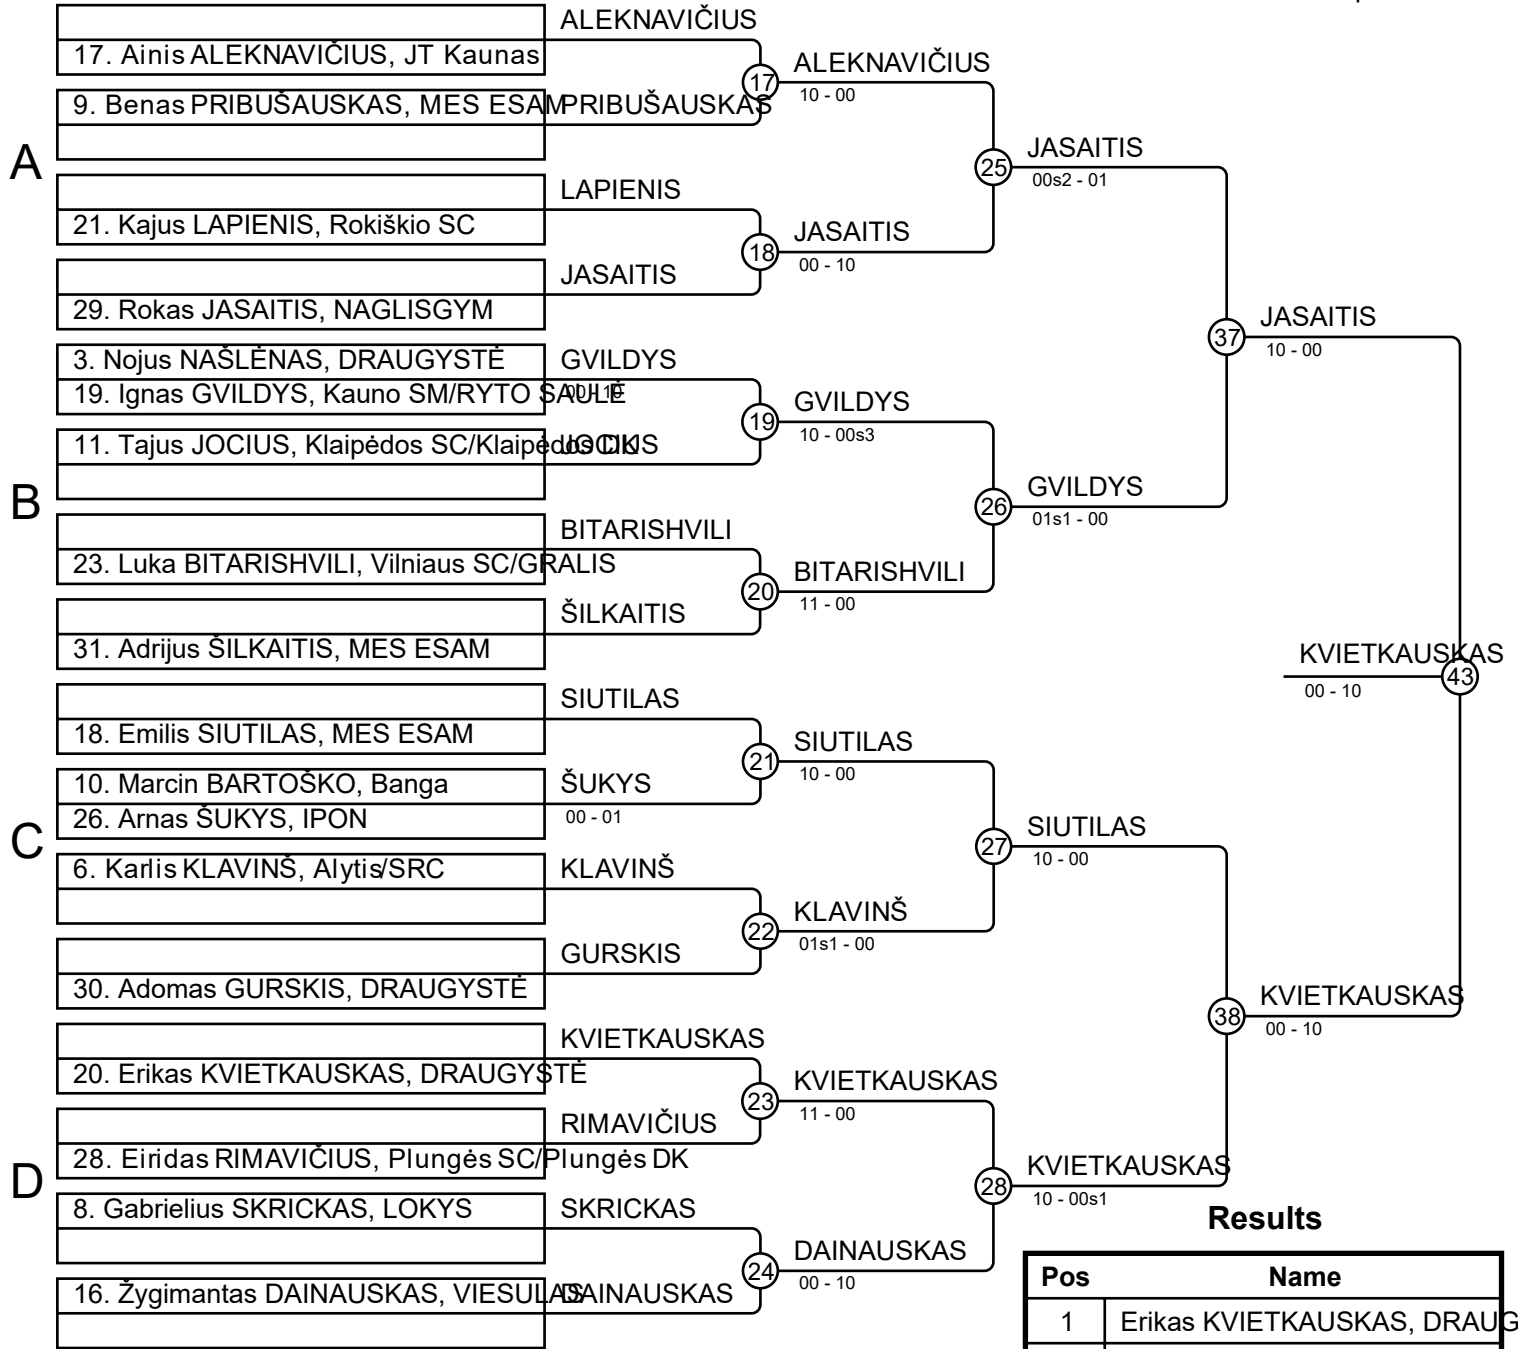 ALEKNAVIČIUS
17. Ainis ALEKNAVIČIUS, JT Kaunas
17
ALEKNAVIČIUS
10 - 00
9. Benas PRIBUŠAUSKAS, MES ESAM
PRIBUŠAUSKAS
A
25
JASAITIS
00s2 - 01
LAPIENIS
21. Kajus LAPIENIS, Rokiškio SC
18
JASAITIS
00 - 10
JASAITIS
29. Rokas JASAITIS, NAGLISGYM
37
JASAITIS
10 - 00
3. Nojus NAŠLĖNAS, DRAUGYSTĖ
GVILDYS
19. Ignas GVILDYS, Kauno SM/RYTO SAULĖ
00 - 10
19
GVILDYS
10 - 00s3
11. Tajus JOCIUS, Klaipėdos SC/Klaipėdos DK
JOCIUS
B
26
GVILDYS
01s1 - 00
BITARISHVILI
23. Luka BITARISHVILI, Vilniaus SC/GRALIS
20
BITARISHVILI
11 - 00
ŠILKAITIS
31. Adrijus ŠILKAITIS, MES ESAM
KVIETKAUSKAS
43
00 - 10
SIUTILAS
18. Emilis SIUTILAS, MES ESAM
21
SIUTILAS
10 - 00
10. Marcin BARTOŠKO, Banga
ŠUKYS
26. Arnas ŠUKYS, IPON
00 - 01
C
27
SIUTILAS
10 - 00
6. Karlis KLAVINŠ, Alytis/SRC
KLAVINŠ
22
KLAVINŠ
01s1 - 00
GURSKIS
30. Adomas GURSKIS, DRAUGYSTĖ
38
KVIETKAUSKAS
00 - 10
KVIETKAUSKAS
20. Erikas KVIETKAUSKAS, DRAUGYSTĖ
23
KVIETKAUSKAS
11 - 00
RIMAVIČIUS
28. Eiridas RIMAVIČIUS, Plungės SC/Plungės DK
D
28
KVIETKAUSKAS
10 - 00s1
8. Gabrielius SKRICKAS, LOKYS
SKRICKAS
24
DAINAUSKAS
00 - 10
16. Žygimantas DAINAUSKAS, VIESULAS
DAINAUSKAS
Results
Pos Name
1 Erikas KVIETKAUSKAS, DRAUG